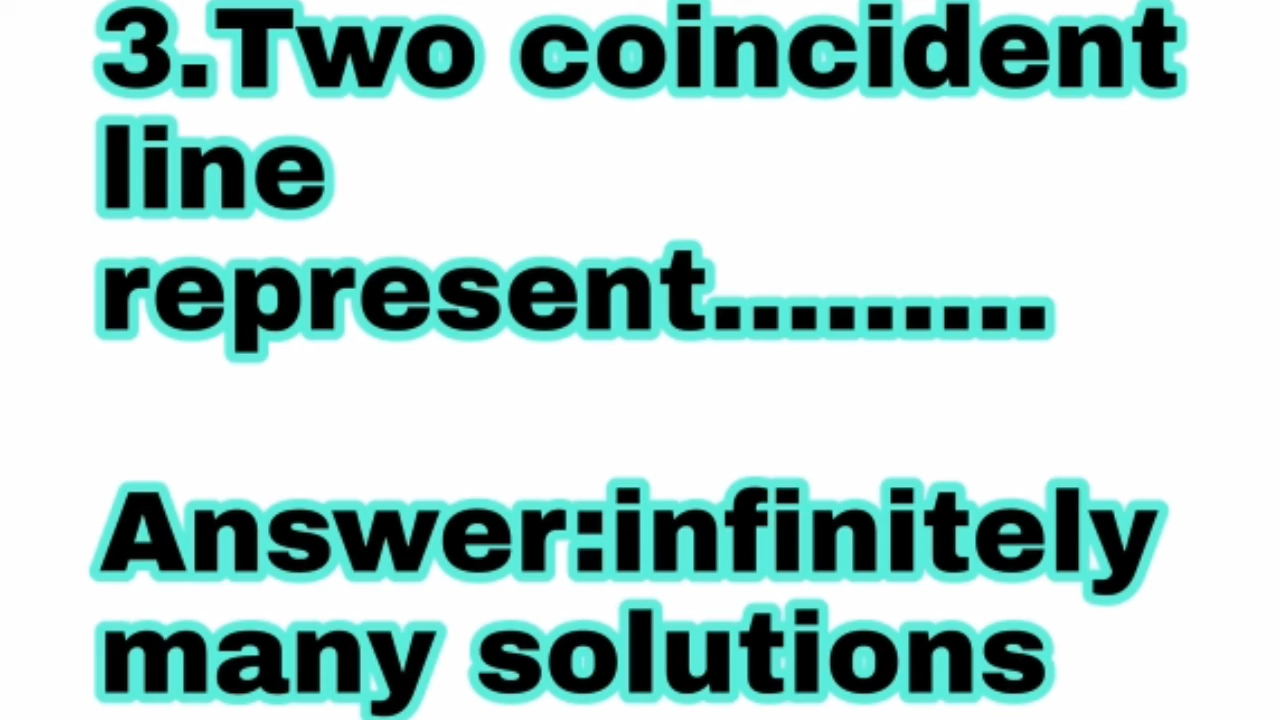 3.Two coincident
line
represent.........
Answer:infinitely
many solutions